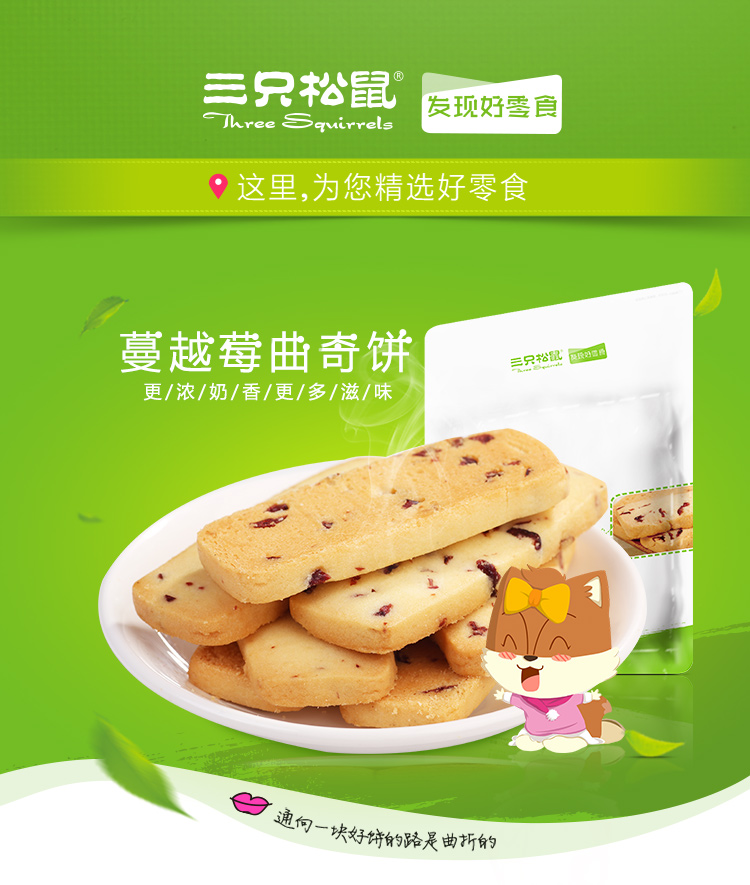 三只松鼠®
Three Squirrels
发现好零食
这里,为您精选好零食
蔓越莓曲奇饼
更/浓/奶/香/更/多/滋/味
三只松鼠
Three Squirrels
发现好零食
通向一块好饼的路是曲折的